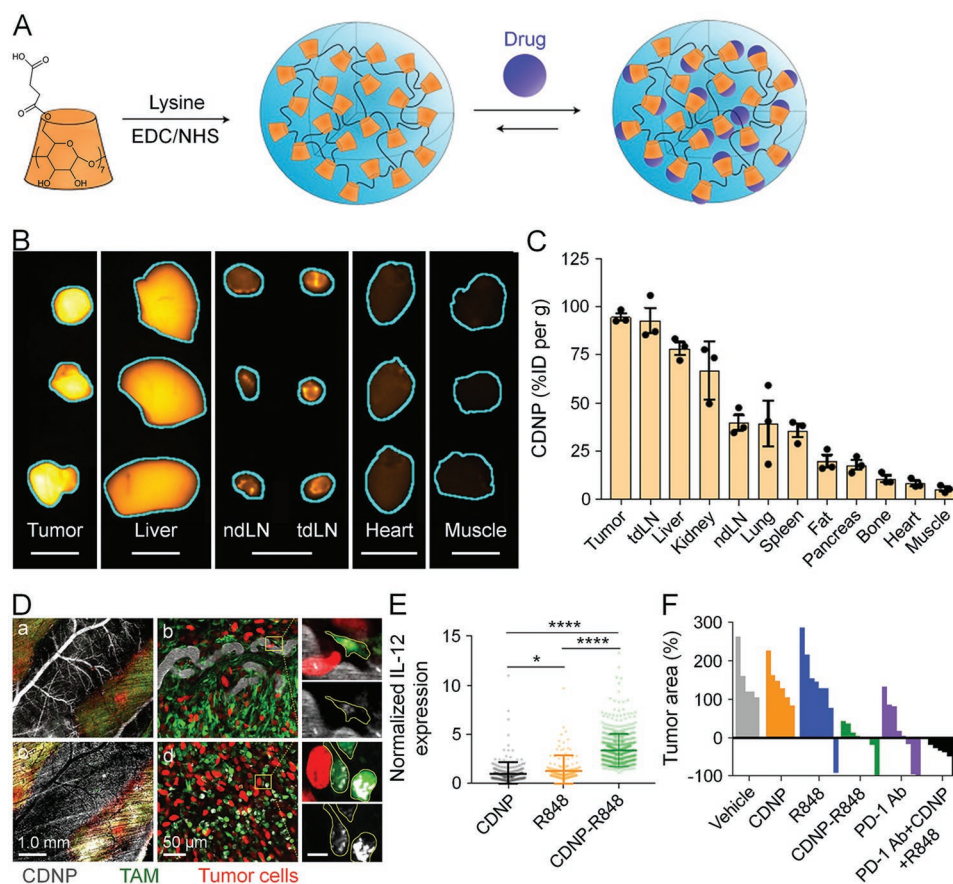 A
HO
O
O
O
O
O
O
7
HO
OH
Lysine
EDC/NHS
Drug
B
Tumor
Liver
ndLN
tdLN
Heart
Muscle
C
CDNP (%ID per g)
125
100
75
50
25
0
Tumor
tdLN
Liver
Kidney
ndLN
Lung
Spleen
Fat
Pancreas
Bone
Heart
Muscle
D
a
b
1.0 mm
d
50 µm
CDNP
TAM
Tumor cells
E
Normalized IL-12
expression
15
10
5
0
****
****
*
CDNP
R848
CDNP-R848
F
Tumor area (%)
300
200
100
0
-100
Vehicle
CDNP
R848
CDNP-R848
PD-1 Ab
PD-1 Ab+CDNP
+R848